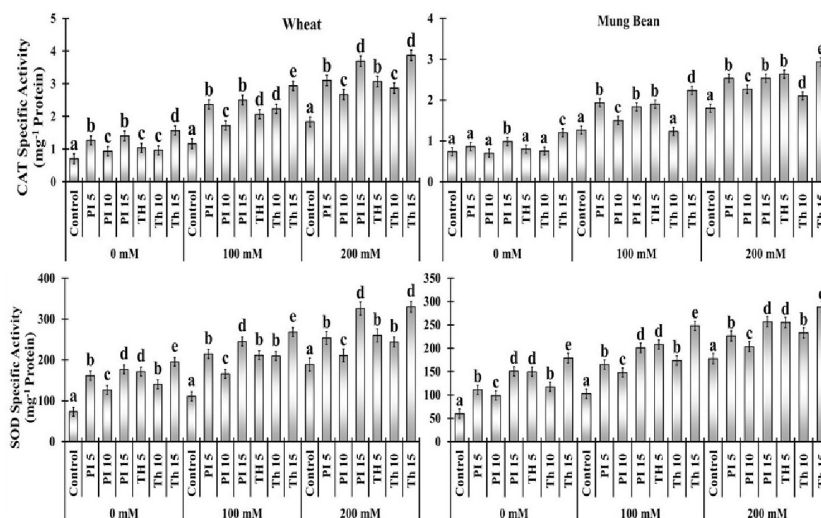 Wheat
CAT Specific Activity
(mg-1 Protein)
5
4
3
2
1
0
a b c b c c d a b c b d d e a b c d b c d
Control PI 5 PI 10 PI 15 TH 5 Th 10 Th 15 Control PI 5 PI 10 PI 15 TH 5 Th 10 Th 15 Control PI 5 PI 10 PI 15 TH 5 Th 10 Th 15
0 mM 100 mM 200 mM
Mung Bean
4
3
2
1
0
a a a b a a c a b c b b a d a b c b b d e
Control PI 5 PI 10 PI 15 TH 5 Th 10 Th 15 Control PI 5 PI 10 PI 15 TH 5 Th 10 Th 15 Control PI 5 PI 10 PI 15 TH 5 Th 10 Th 15
0 mM 100 mM 200 mM
SOD Specific Activity
(mg-1 Protein)
400
300
200
100
0
a b c d d b e a b c d b b e a b c d b b d
Control PI 5 PI 10 PI 15 TH 5 Th 10 Th 15 Control PI 5 PI 10 PI 15 TH 5 Th 10 Th 15 Control PI 5 PI 10 PI 15 TH 5 Th 10 Th 15
0 mM 100 mM 200 mM
350
300
250
200
150
100
50
0
a b c d d b e a b c d d b e a b c d d b
Control PI 5 PI 10 PI 15 TH 5 Th 10 Th 15 Control PI 5 PI 10 PI 15 TH 5 Th 10 Th 15 Control PI 5 PI 10 PI 15 TH 5 Th 10 Th 15
0 mM 100 mM 200 mM